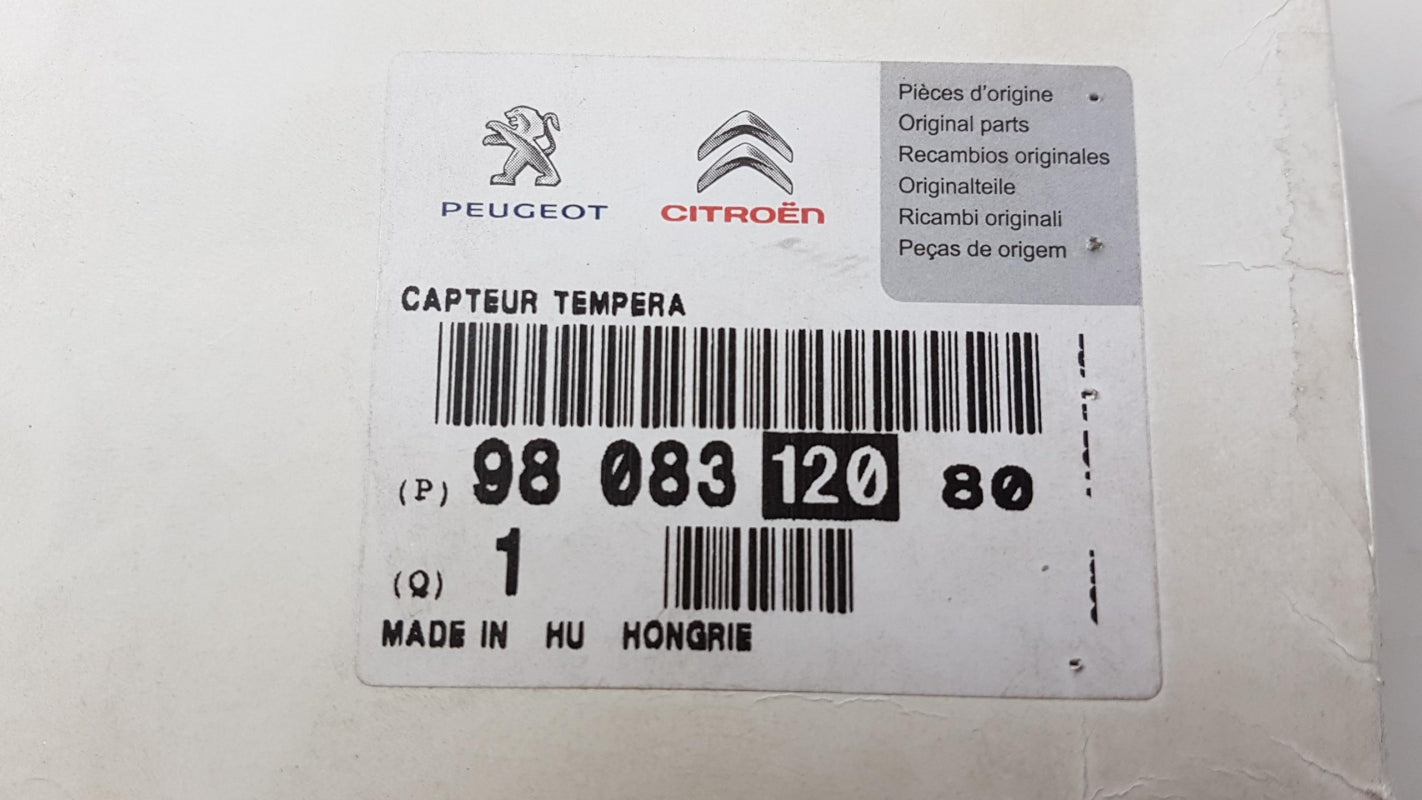 PEUGEOT
CITROËN
Pièces d'origine
Original parts
Recambios originales
Originalteile
Ricambi originali
Peças de origem
CAPTEUR TEMPERA
(P) 98 083 120 80
(Q) 1
MADE IN HU HONGRIE